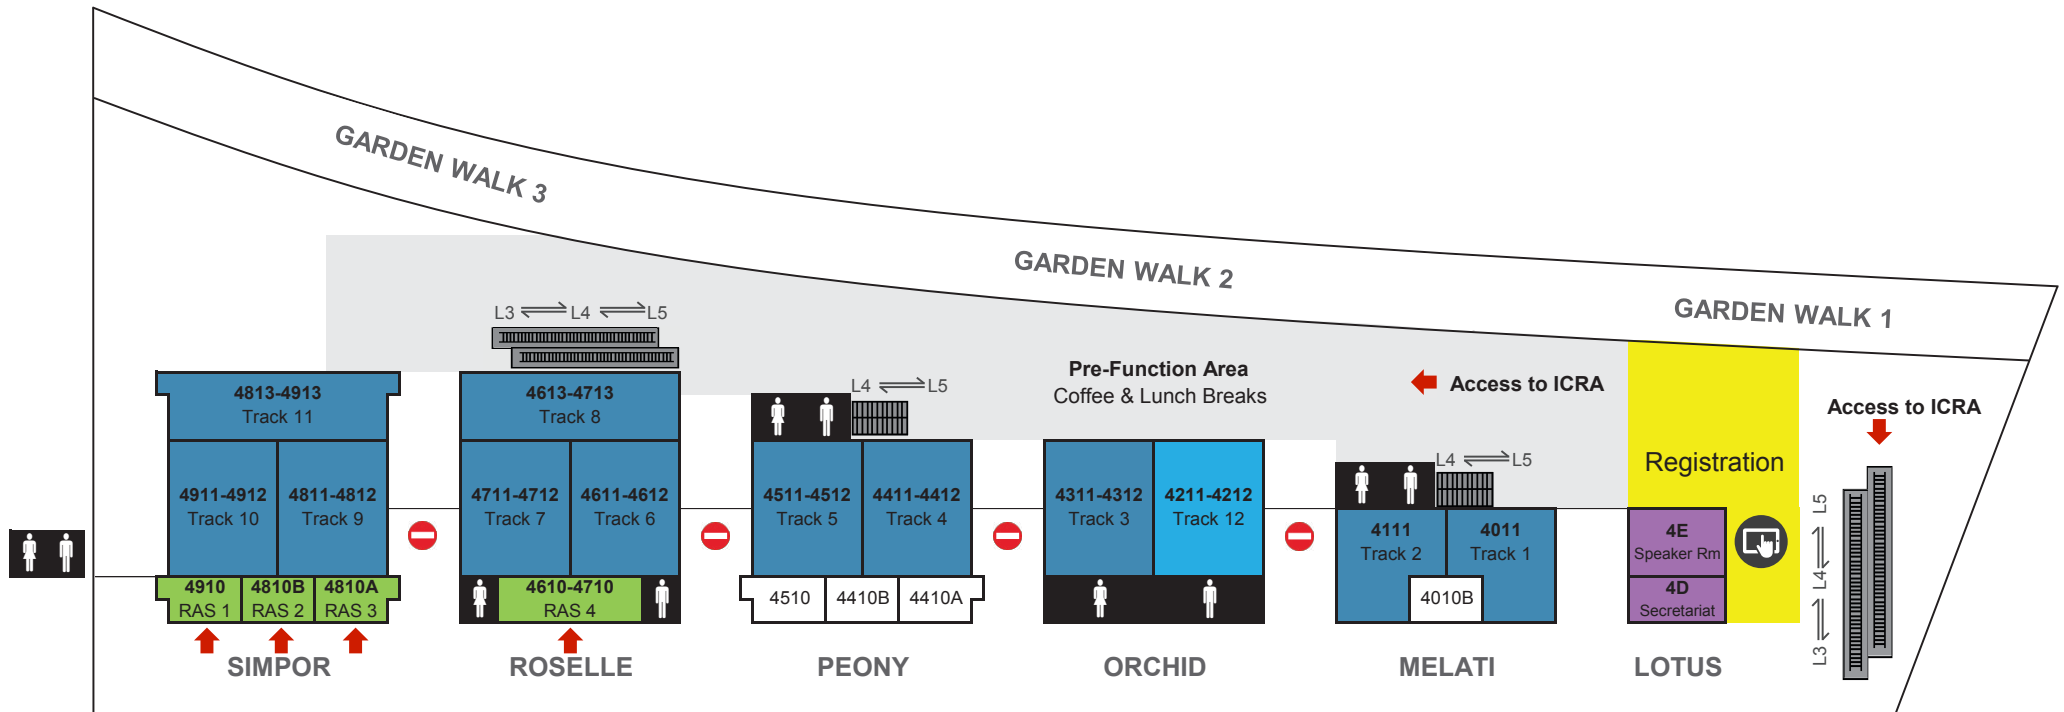 GARDEN WALK 3
GARDEN WALK 2
GARDEN WALK 1
L3 L4 L5
Pre-Function Area
Coffee & Lunch Breaks
Access to ICRA
Access to ICRA
L4 L5
L4 L5
Registration
4813-4913
Track 11
4613-4713
Track 8
4911-4912
Track 10
4811-4812
Track 9
4711-4712
Track 7
4611-4612
Track 6
4511-4512
Track 5
4411-4412
Track 4
4311-4312
Track 3
4211-4212
Track 12
4111
Track 2
4011
Track 1
4E
Speaker Rm
4D
Secretariat
L5
L4
L3
4910
RAS 1
4810B
RAS 2
4810A
RAS 3
4610-4710
RAS 4
4510
4410B
4410A
4010B
SIMPOR
ROSELLE
PEONY
ORCHID
MELATI
LOTUS